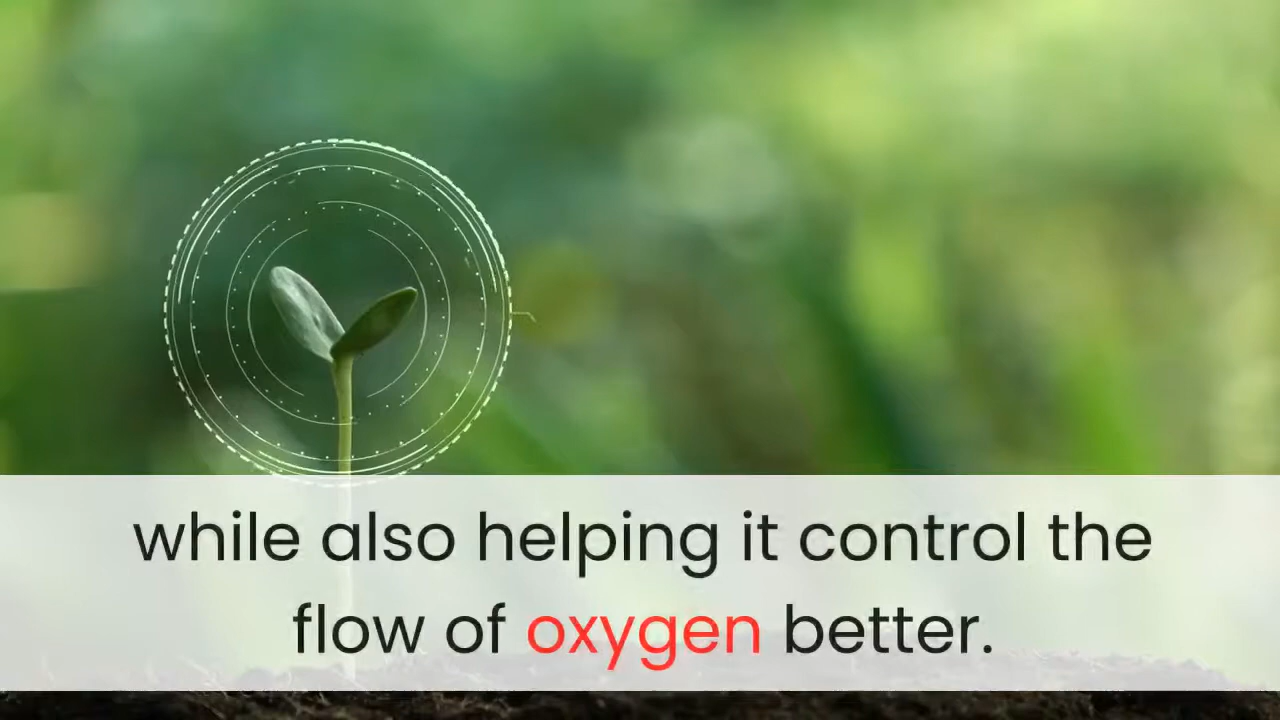 while also helping it control the
flow of oxygen better.